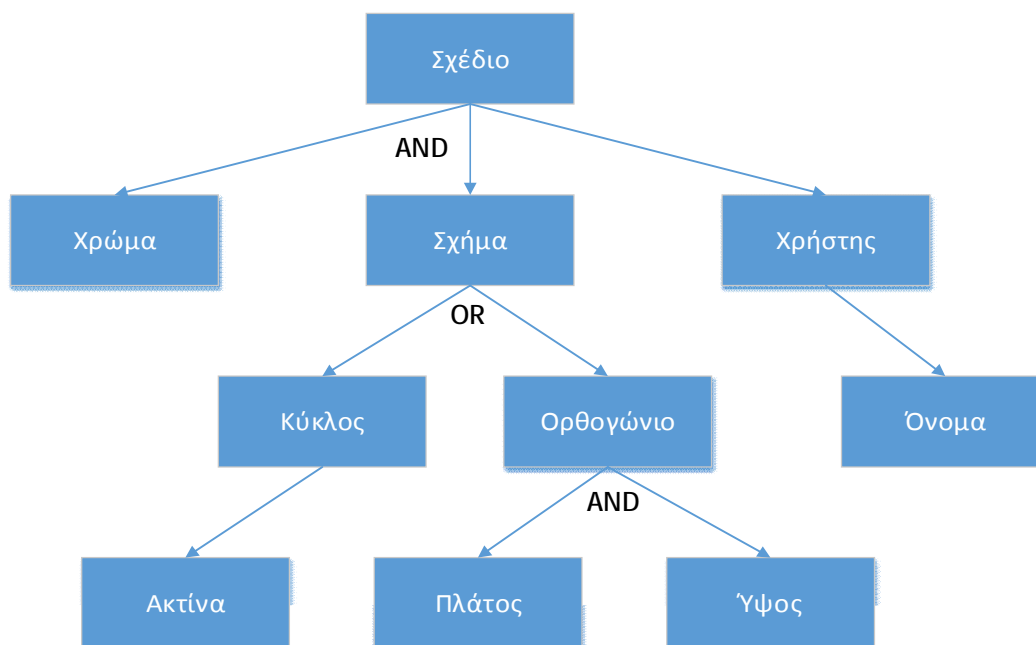 Σχέδιο
AND
Χρώμα
Σχήμα
Χρήστης
OR
Κύκλος
Ορθογώνιο
Όνομα
AND
Ακτίνα
Πλάτος
Ύψος